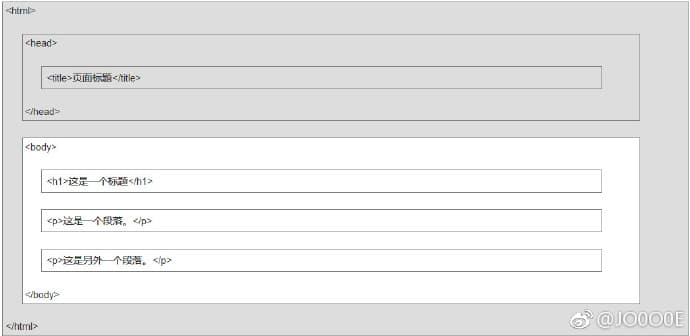 <html>
<head>
<title>页面标题</title>
</head>
<body>
<h1>这是一个标题</h1>
<p>这是一个段落。</p>
<p>这是另外一个段落。</p>
</body>
</html>
@JO0O0E